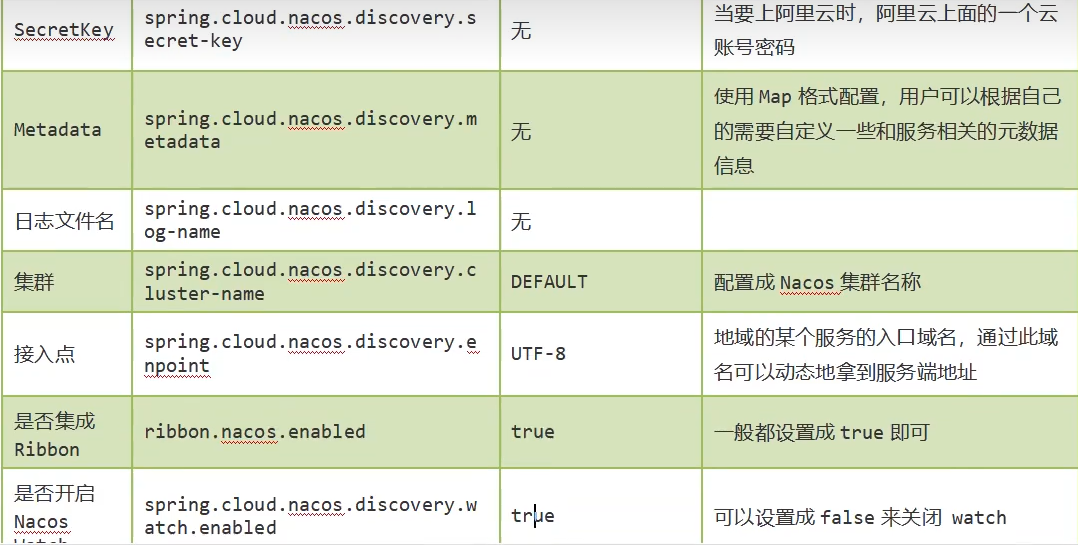 SecretKey
spring.cloud.nacos.discovery.s
ecret-key
无
当要上阿里云时，阿里云上面的一个云
账号密码
Metadata
spring.cloud.nacos.discovery.m
etadata
无
使用 Map 格式配置，用户可以根据自己
的需要自定义一些和服务相关的元数据
信息
日志文件名
spring.cloud.nacos.discovery.l
og-name
无
集群
spring.cloud.nacos.discovery.c
luster-name
DEFAULT
配置成 Nacos 集群名称
接入点
spring.cloud.nacos.discovery.e
npoint
UTF-8
地域的某个服务的入口域名，通过此域
名可以动态地拿到服务端地址
是否集成
Ribbon
ribbon.nacos.enabled
true
一般都设置成 true 即可
是否开启
Nacos
Watch
spring.cloud.nacos.discovery.w
atch.enabled
true
可以设置成 false 来关闭 watch